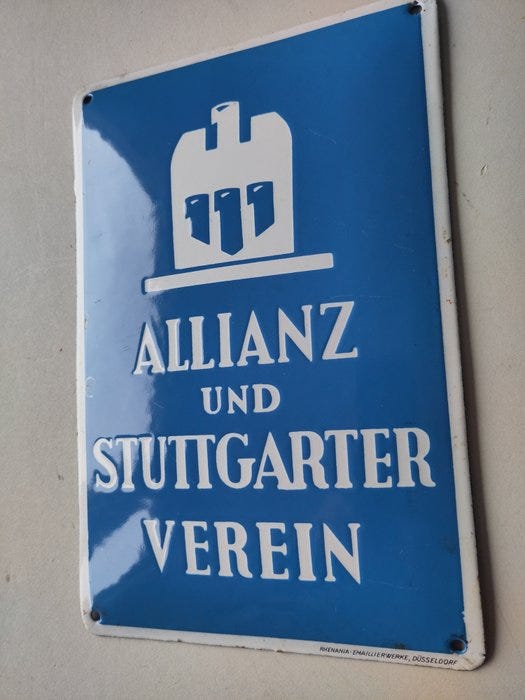 ALLIANZ
UND
STUTTGARTER
VEREIN
RHENANIA-EMAILLIERWERKE, DÜSSELDORF